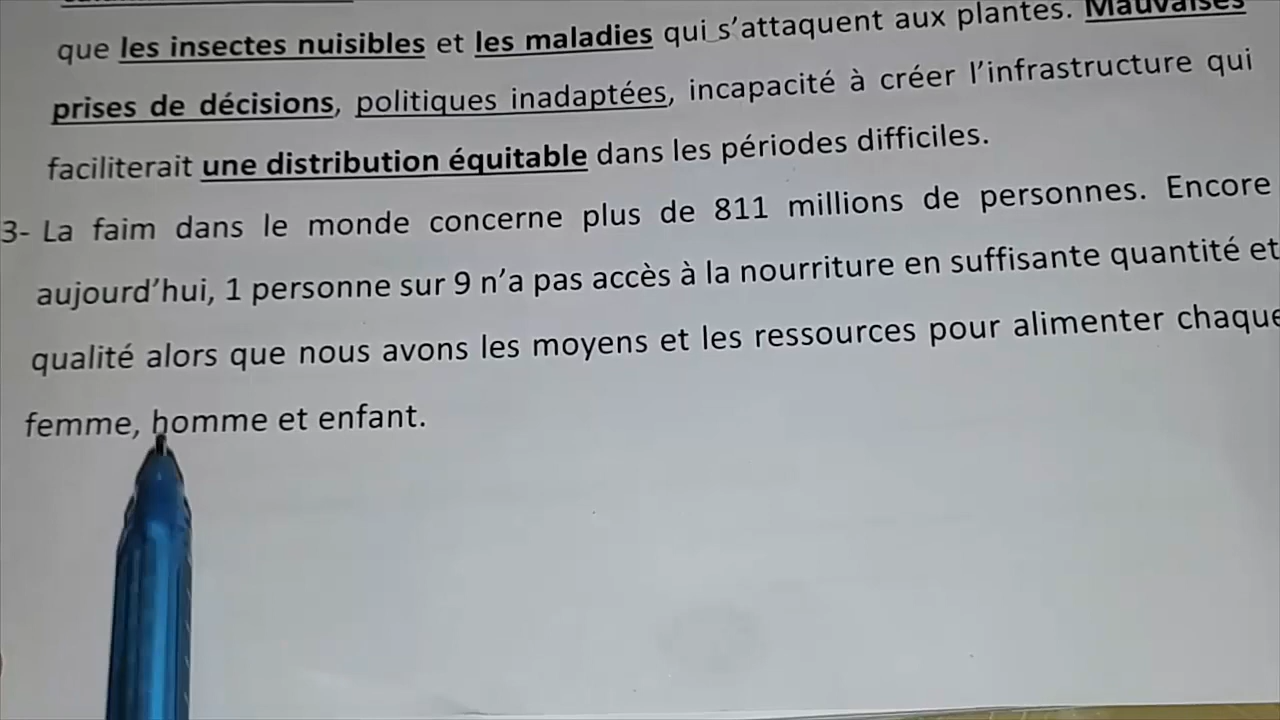 que les insectes nuisibles et les maladies qui s'attaquent aux plantes. Mauvaises
prises de décisions, politiques inadaptées, incapacité à créer l'infrastructure qui
faciliterait une distribution équitable dans les périodes difficiles.
3- La faim dans le monde concerne plus de 811 millions de personnes. Encore
aujourd'hui, 1 personne sur 9 n'a pas accès à la nourriture en suffisante quantité et
qualité alors que nous avons les moyens et les ressources pour alimenter chaque
femme, homme et enfant.